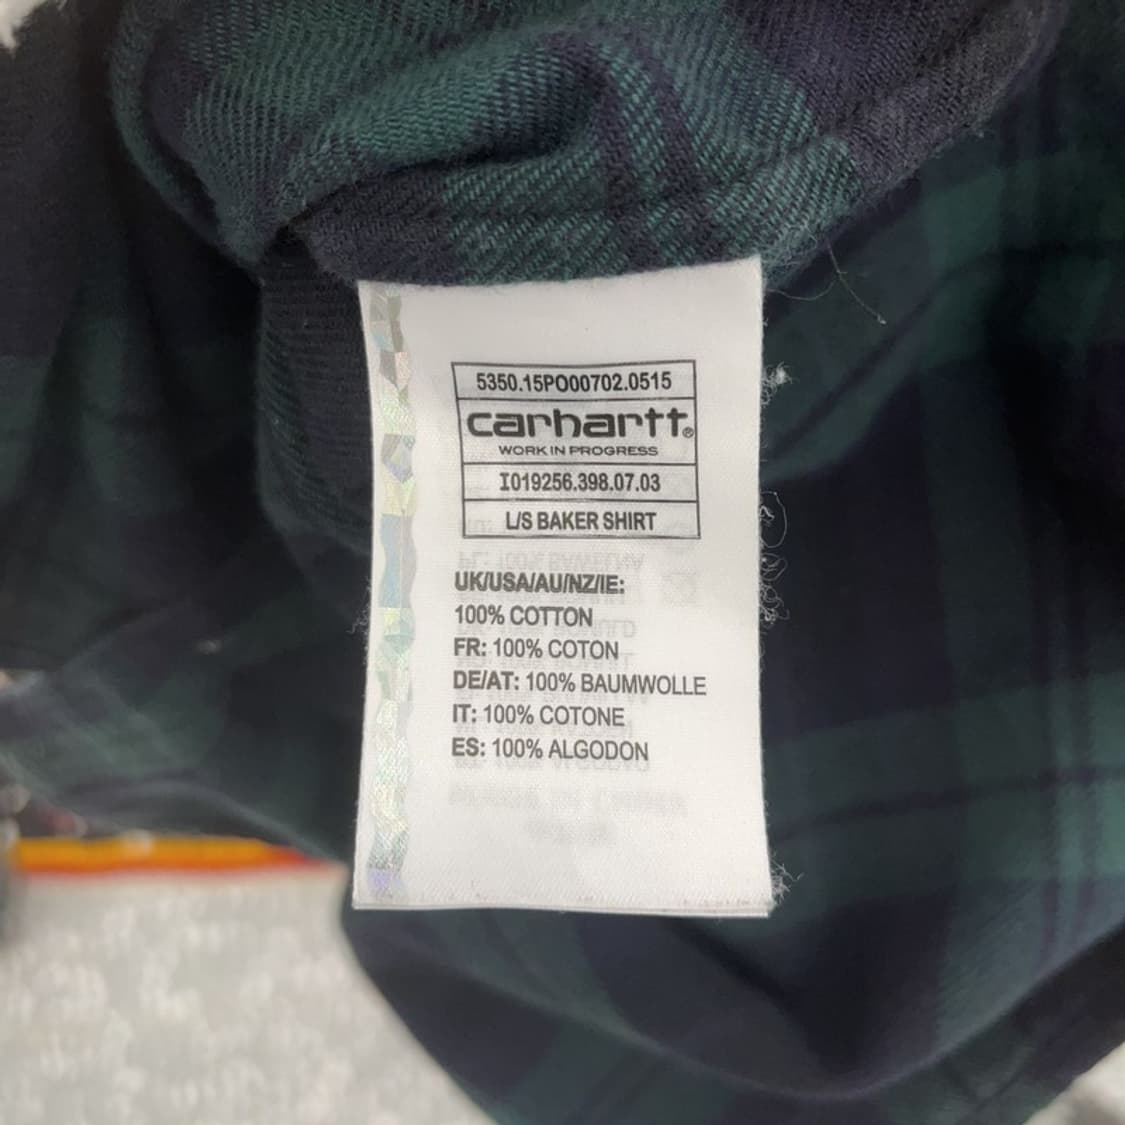 5350.15PO00702.0515
carhartt®
WORK IN PROGRESS
I019256.398.07.03
L/S BAKER SHIRT
UK/USA/AU/NZ/IE:
100% COTTON
FR: 100% COTON
DE/AT: 100% BAUMWOLLE
IT: 100% COTONE
ES: 100% ALGODON